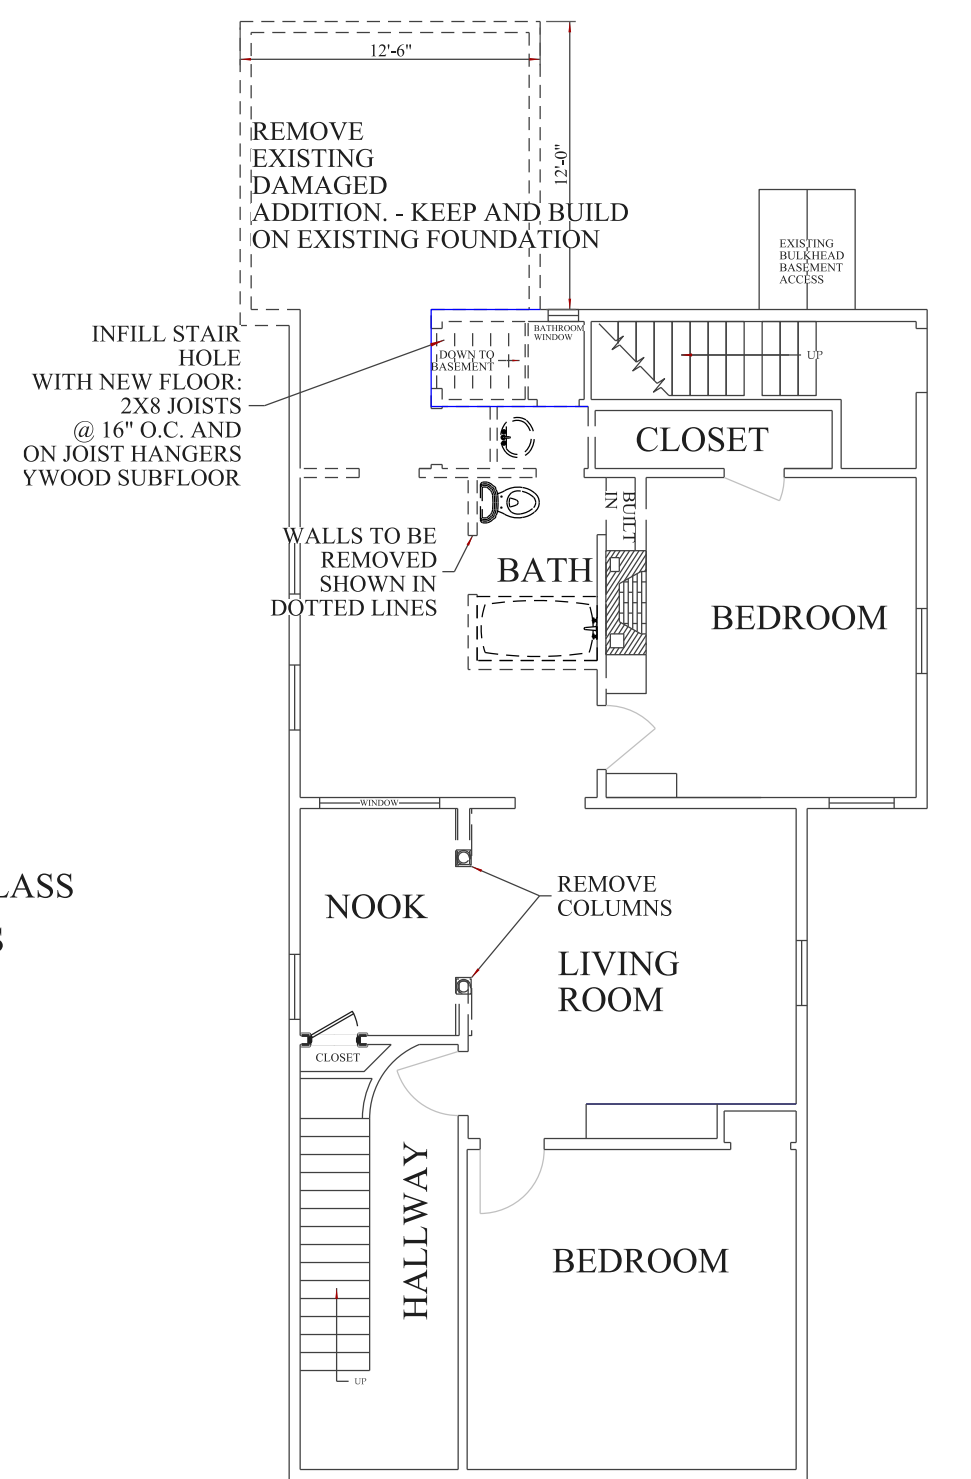 12'-6"
12'-0"
REMOVE
EXISTING
DAMAGED
ADDITION. - KEEP AND BUILD
ON EXISTING FOUNDATION
EXISTING
BULKHEAD
BASEMENT
ACCESS
INFILL STAIR
HOLE
WITH NEW FLOOR:
2X8 JOISTS
@ 16" O.C. AND
ON JOIST HANGERS
YWOOD SUBFLOOR
DOWN TO
BASEMENT
BATHROOM
WINDOW
UP
CLOSET
BUILT
IN
WALLS TO BE
REMOVED
SHOWN IN
DOTTED LINES
BATH
BEDROOM
WINDOW
LASS
S
NOOK
REMOVE
COLUMNS
LIVING
ROOM
CLOSET
HALLWAY
BEDROOM
UP